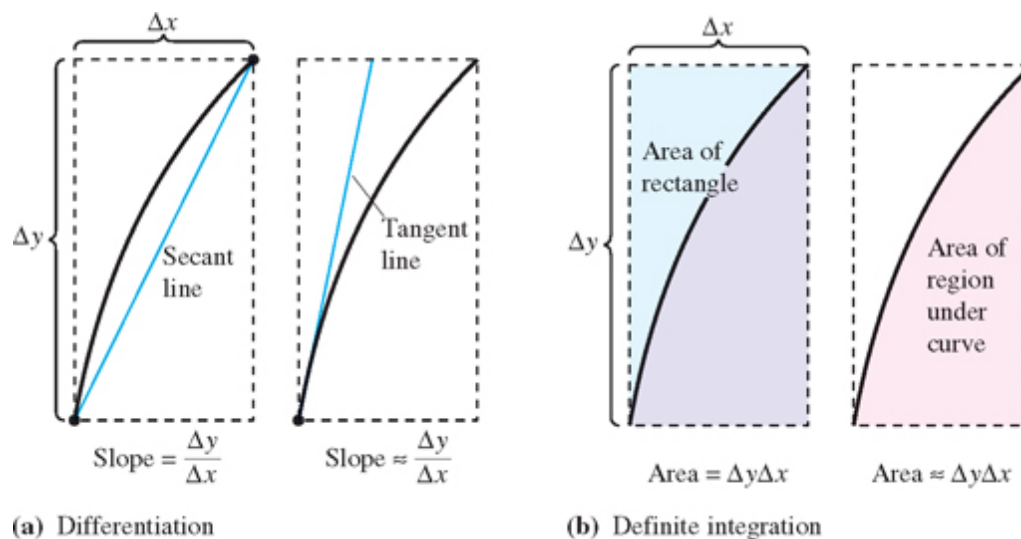 Δx
Δy
Secant
line
Slope = Δy/Δx
Tangent
line
Slope ≈ Δy/Δx
(a) Differentiation
Δx
Δy
Area of
rectangle
Area = ΔyΔx
Area of
region
under
curve
Area ≈ ΔyΔx
(b) Definite integration